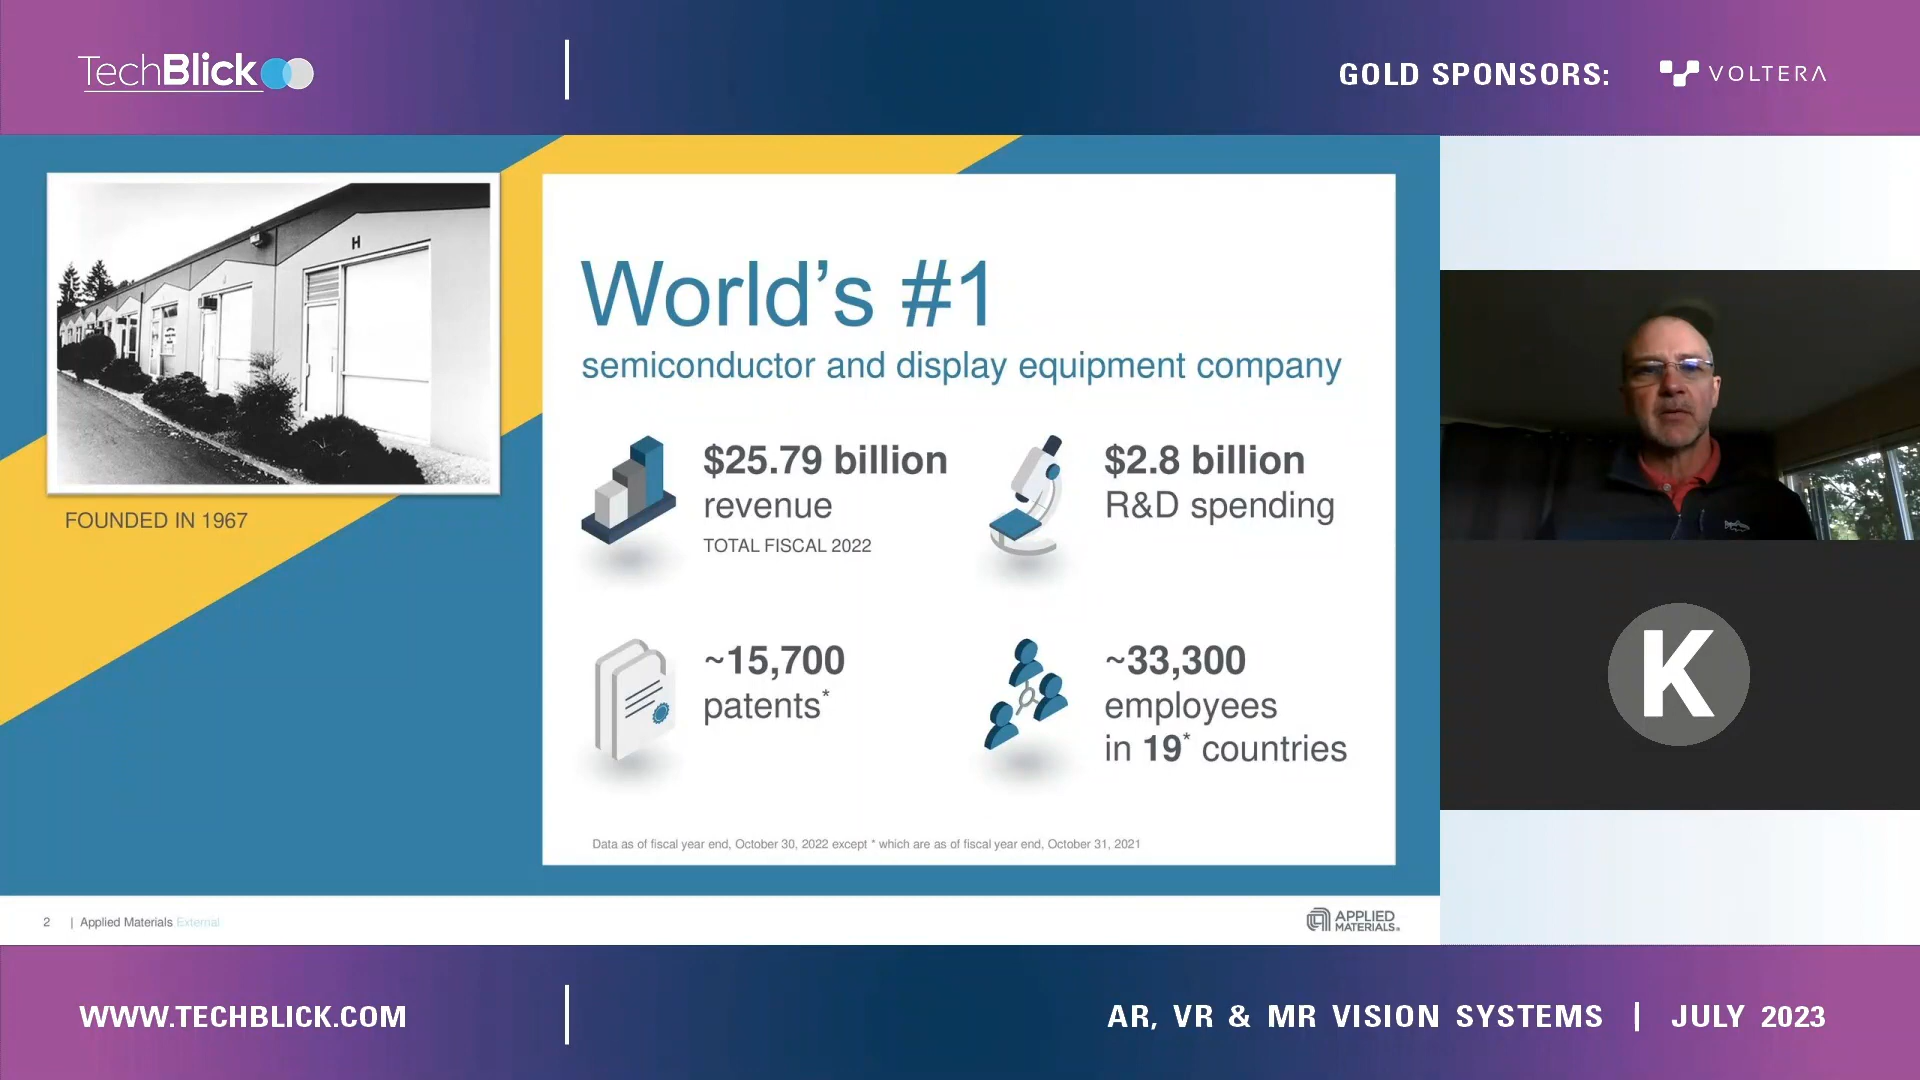 TechBlick
GOLD SPONSORS:
VOLTERA
H
FOUNDED IN 1967
World's #1
semiconductor and display equipment company
$25.79 billion
revenue
TOTAL FISCAL 2022
$2.8 billion
R&D spending
~15,700
patents*
~33,300
employees
in 19* countries
Data as of fiscal year end, October 30, 2022 except * which are as of fiscal year end, October 31, 2021
2 | Applied Materials External
APPLIED
MATERIALS®
K
WWW.TECHBLICK.COM
AR, VR & MR VISION SYSTEMS | JULY 2023